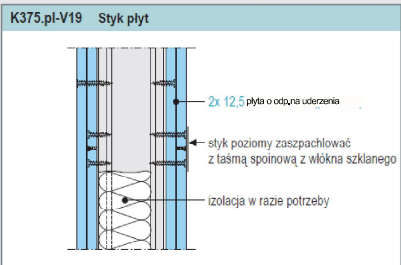 K375.pl-V19 Styk płyt
2x 12,5 płyta o odp.na uderzenia
styk poziomy zaszpachlować
z taśmą spoinową z włókna szklanego
izolacja w razie potrzeby